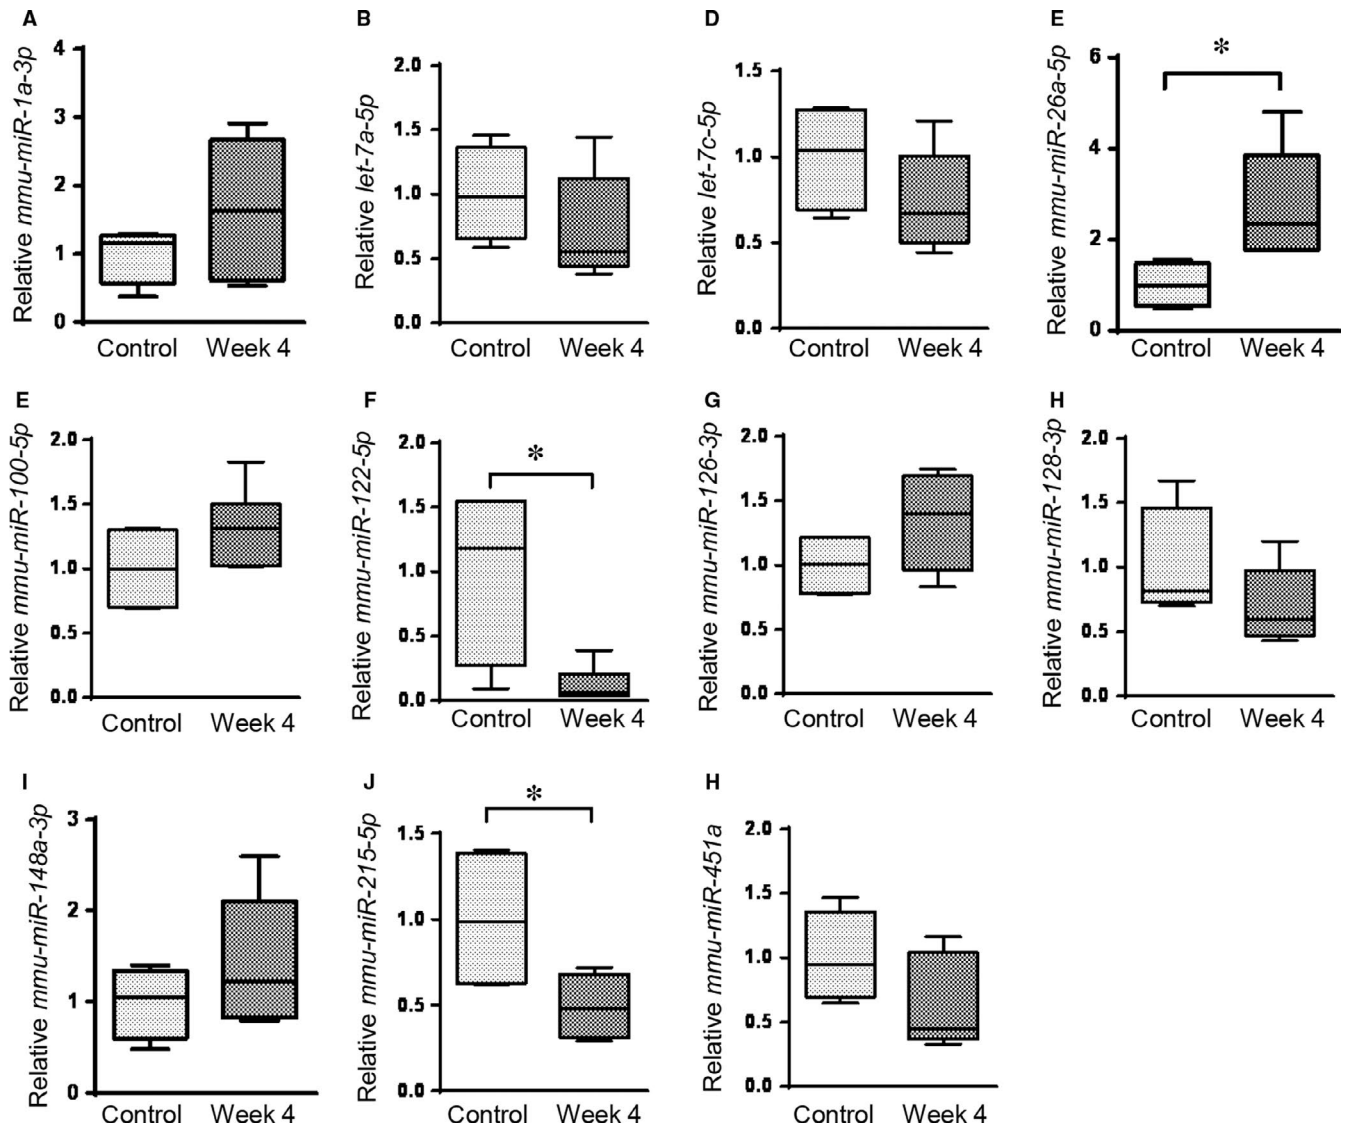 A
Relative mmu-miR-1a-3p
4
3
2
1
0
Control Week 4
B
Relative let-7a-5p
2.0
1.5
1.0
0.5
0.0
Control Week 4
D
Relative let-7c-5p
1.5
1.0
0.5
0.0
Control Week 4
E
Relative mmu-miR-26a-5p
6
4
2
0
*
Control Week 4
E
Relative mmu-miR-100-5p
2.0
1.5
1.0
0.5
0.0
Control Week 4
F
Relative mmu-miR-122-5p
2.0
1.5
1.0
0.5
0.0
*
Control Week 4
G
Relative mmu-miR-126-3p
2.0
1.5
1.0
0.5
0.0
Control Week 4
H
Relative mmu-miR-128-3p
2.0
1.5
1.0
0.5
0.0
Control Week 4
I
Relative mmu-miR-148a-3p
3
2
1
0
Control Week 4
J
Relative mmu-miR-215-5p
1.5
1.0
0.5
0.0
*
Control Week 4
H
Relative mmu-miR-451a
2.0
1.5
1.0
0.5
0.0
Control Week 4